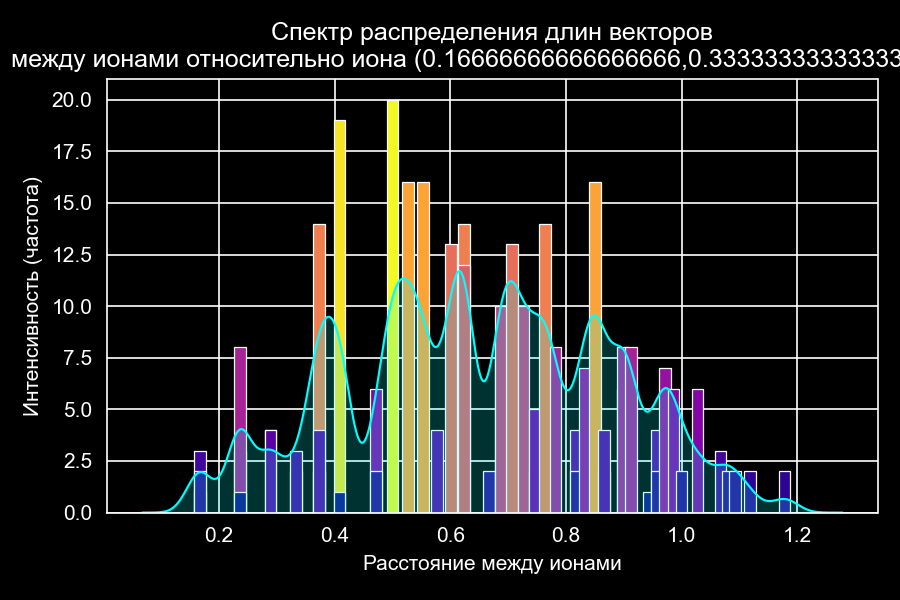 Спектр распределения длин векторов
между ионами относительно иона (0.16666666666666666,0.33333333333333
20.0
17.5
15.0
12.5
10.0
7.5
5.0
2.5
0.0
Интенсивность (частота)
0.2 0.4 0.6 0.8 1.0 1.2
Расстояние между ионами